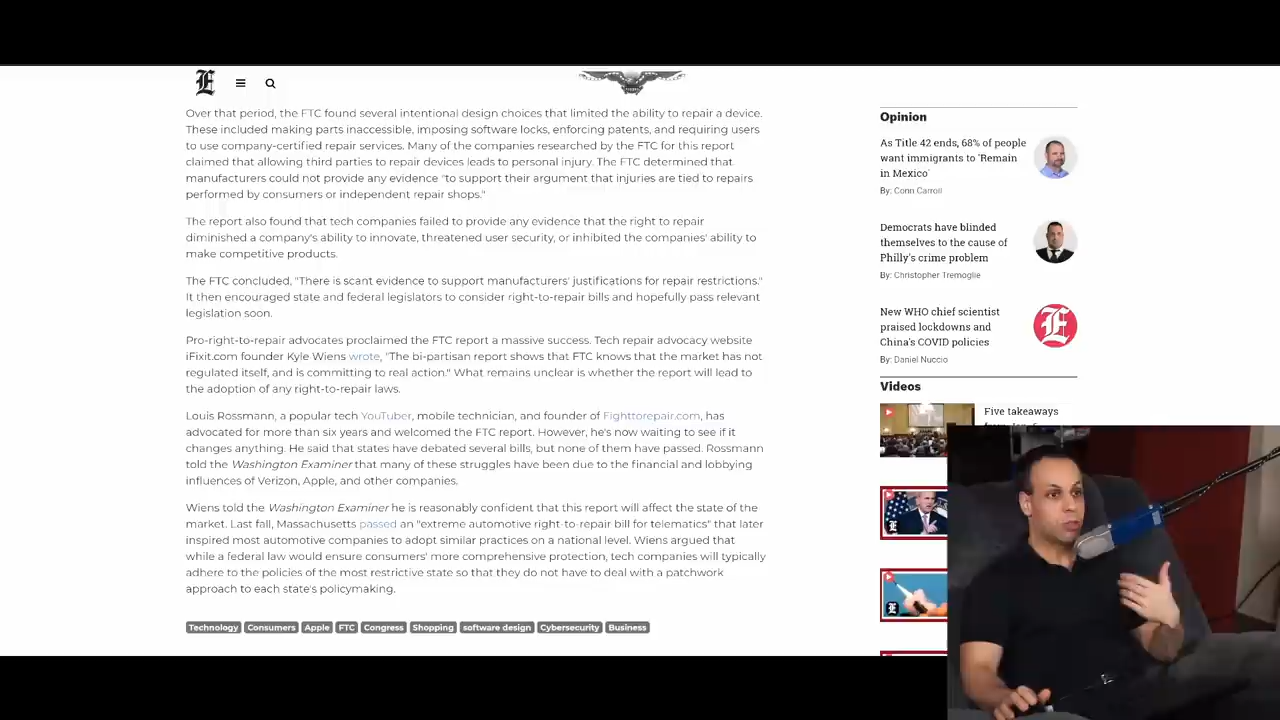 E
Over that period, the FTC found several intentional design choices that limited the ability to repair a device.
These included making parts inaccessible, imposing software locks, enforcing patents, and requiring users
to use company-certified repair services. Many of the companies researched by the FTC for this report
claimed that allowing third parties to repair devices leads to personal injury. The FTC determined that
manufacturers could not provide any evidence "to support their argument that injuries are tied to repairs
performed by consumers or independent repair shops."
The report also found that tech companies failed to provide any evidence that the right to repair
diminished a company's ability to innovate, threatened user security, or inhibited the companies' ability to
make competitive products.
The FTC concluded, "There is scant evidence to support manufacturers' justifications for repair restrictions."
It then encouraged state and federal legislators to consider right-to-repair bills and hopefully pass relevant
legislation soon.
Pro-right-to-repair advocates proclaimed the FTC report a massive success. Tech repair advocacy website
iFixit.com founder Kyle Wiens wrote, "The bi-partisan report shows that FTC knows that the market has not
regulated itself, and is committing to real action." What remains unclear is whether the report will lead to
the adoption of any right-to-repair laws.
Louis Rossmann, a popular tech YouTuber, mobile technician, and founder of Fighttorepair.com, has
advocated for more than six years and welcomed the FTC report. However, he's now waiting to see if it
changes anything. He said that states have debated several bills, but none of them have passed. Rossmann
told the Washington Examiner that many of these struggles have been due to the financial and lobbying
influences of Verizon, Apple, and other companies.
Wiens told the Washington Examiner he is reasonably confident that this report will affect the state of the
market. Last fall, Massachusetts passed an "extreme automotive right-to-repair bill for telematics" that later
inspired most automotive companies to adopt similar practices on a national level. Wiens argued that
while a federal law would ensure consumers' more comprehensive protection, tech companies will typically
adhere to the policies of the most restrictive state so that they do not have to deal with a patchwork
approach to each state's policymaking.
Technology Consumers Apple FTC Congress Shopping software design Cybersecurity Business
Opinion
As Title 42 ends, 68% of people
want immigrants to 'Remain
in Mexico'
By: Conn Carroll
Democrats have blinded
themselves to the cause of
Philly's crime problem
By: Christopher Tremoglie
New WHO chief scientist
praised lockdowns and
China's COVID policies
By: Daniel Nuccio
E
Videos
Five takeaways
E
E